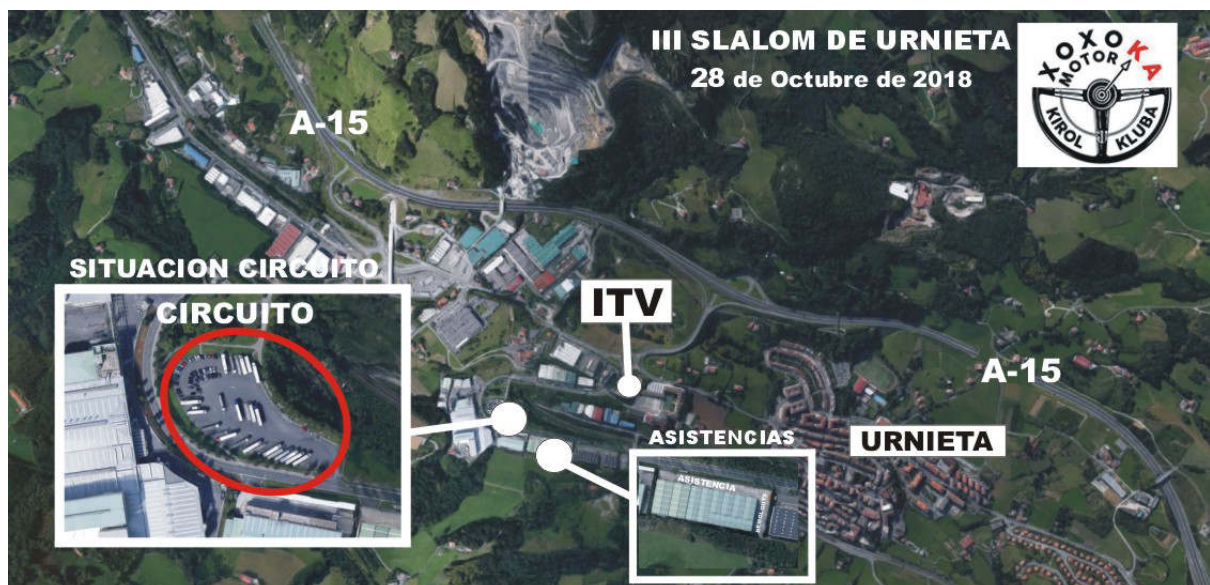 III SLALOM DE URNIETA
28 de Octubre de 2018
XOXOKA
MOTOR
KIROL KLUBA
A-15
SITUACION CIRCUITO
CIRCUITO
ITV
A-15
ASISTENCIAS
URNIETA
ASISTENCIA
REMOLQUES